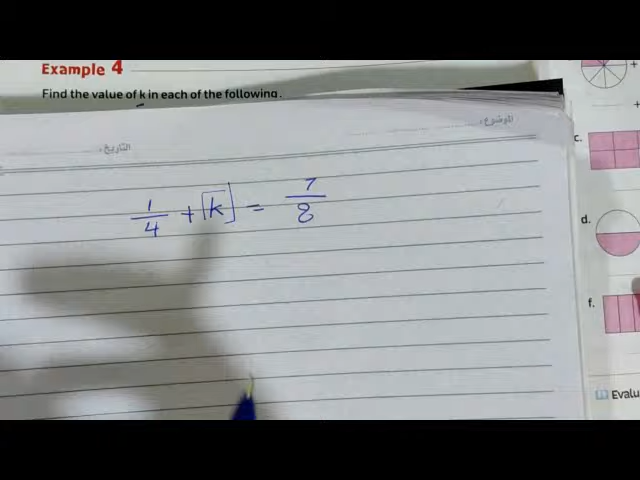 Example 4
Find the value of k in each of the following.
الموضوع:
التاريخ:
1/4 + k = 7/8
c.
d.
f.
Evalu